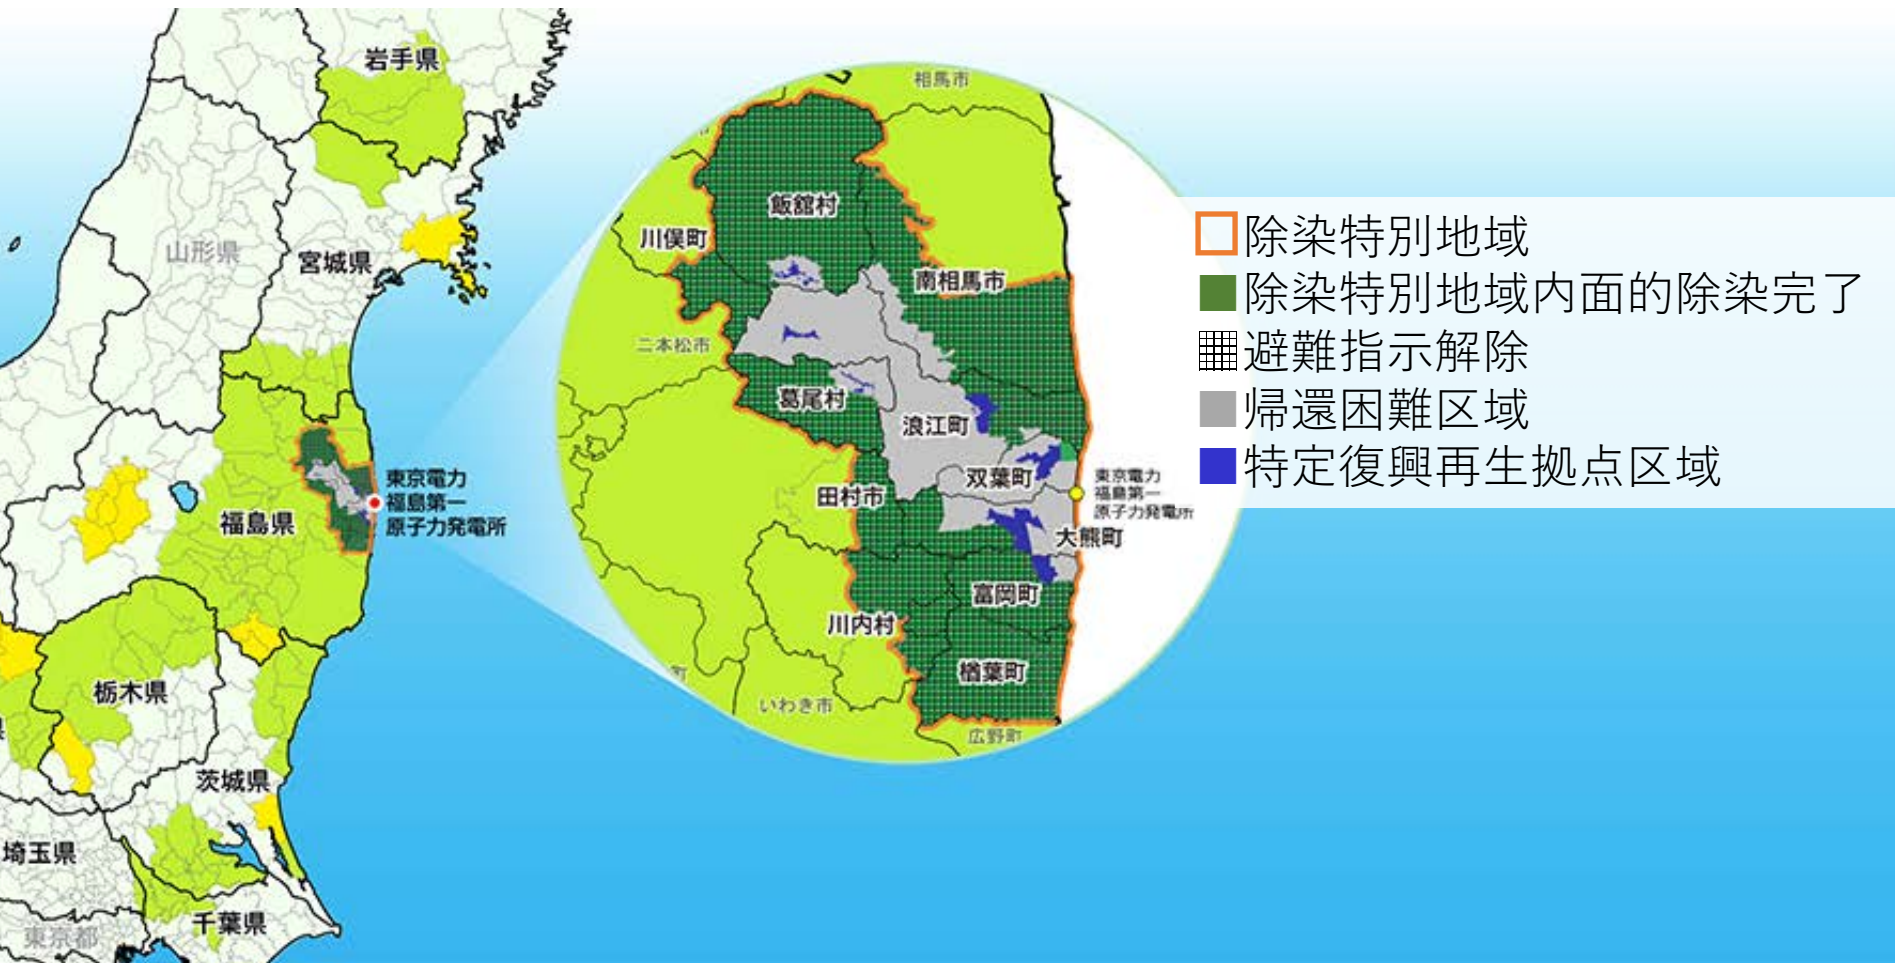 岩手県
山形県
宮城県
福島県
東京電力
福島第一
原子力発電所
栃木県
茨城県
埼玉県
千葉県
東京都
相馬市
飯舘村
川俣町
南相馬市
二本松市
葛尾村
浪江町
双葉町
田村市
東京電力
福島第一
原子力発電所
大熊町
富岡町
川内村
楢葉町
町
いわき市
広野町
除染特別地域
除染特別地域内面的除染完了
避難指示解除
帰還困難区域
特定復興再生拠点区域